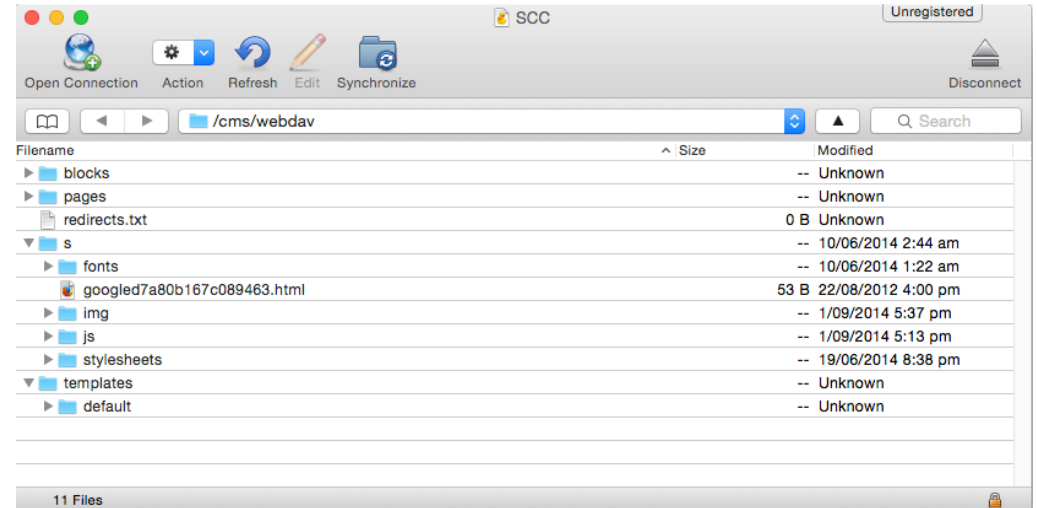 SCC
Unregistered
Open Connection Action Refresh Edit Synchronize Disconnect
/cms/webdav Search
Filename Size Modified
blocks -- Unknown
pages -- Unknown
redirects.txt 0 B Unknown
s -- 10/06/2014 2:44 am
fonts -- 10/06/2014 1:22 am
googled7a80b167c089463.html 53 B 22/08/2012 4:00 pm
img -- 1/09/2014 5:37 pm
js -- 1/09/2014 5:13 pm
stylesheets -- 19/06/2014 8:38 pm
templates -- Unknown
default -- Unknown
11 Files